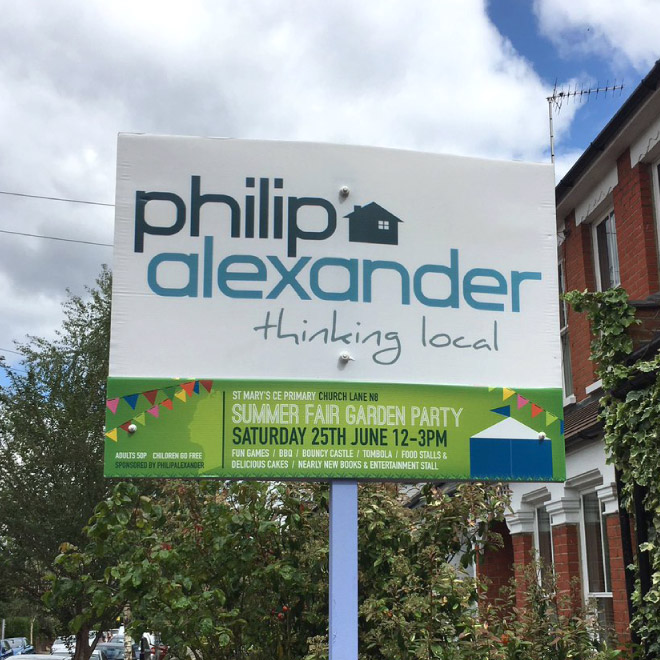 philip
alexander
thinking local
ST MARY'S CE PRIMARY CHURCH LANE N8
SUMMER FAIR GARDEN PARTY
SATURDAY 25TH JUNE 12-3PM
FUN GAMES / BBQ / BOUNCY CASTLE / TOMBOLA / FOOD STALLS &
DELICIOUS CAKES / NEARLY NEW BOOKS & ENTERTAINMENT STALL
ADULTS 50P CHILDREN GO FREE
SPONSORED BY PHILIPALEXANDER